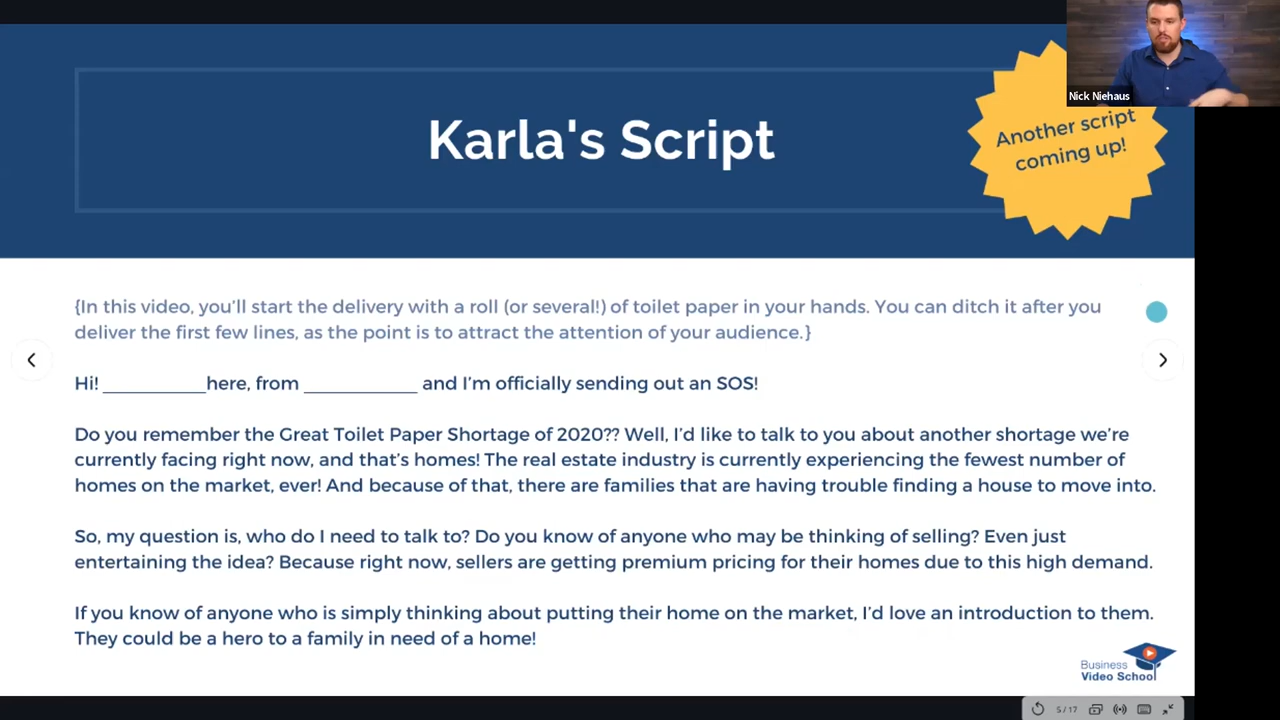 Nick Niehaus
Karla's Script
Another script
coming up!
{In this video, you'll start the delivery with a roll (or several!) of toilet paper in your hands. You can ditch it after you
deliver the first few lines, as the point is to attract the attention of your audience.}
Hi! ___________here, from ____________ and I'm officially sending out an SOS!
Do you remember the Great Toilet Paper Shortage of 2020?? Well, I'd like to talk to you about another shortage we're
currently facing right now, and that's homes! The real estate industry is currently experiencing the fewest number of
homes on the market, ever! And because of that, there are families that are having trouble finding a house to move into.
So, my question is, who do I need to talk to? Do you know of anyone who may be thinking of selling? Even just
entertaining the idea? Because right now, sellers are getting premium pricing for their homes due to this high demand.
If you know of anyone who is simply thinking about putting their home on the market, I'd love an introduction to them.
They could be a hero to a family in need of a home!
Business
Video School
5/17